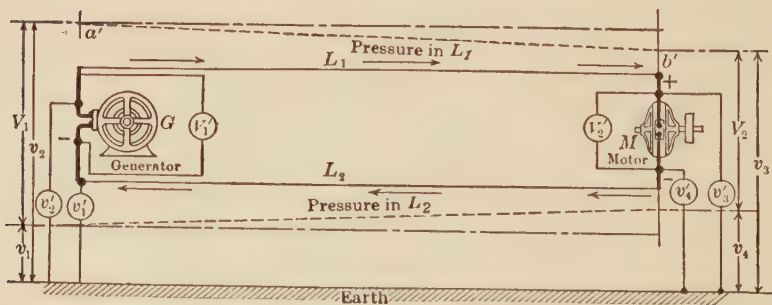 a'
Pressure in L1
L1
b'
+
V1
v2
G
V1'
V2'
M
V2
v3
-
Generator
Motor
-
L2
v2'
v1'
v4'
v3'
Pressure in L2
v1
v4
Earth